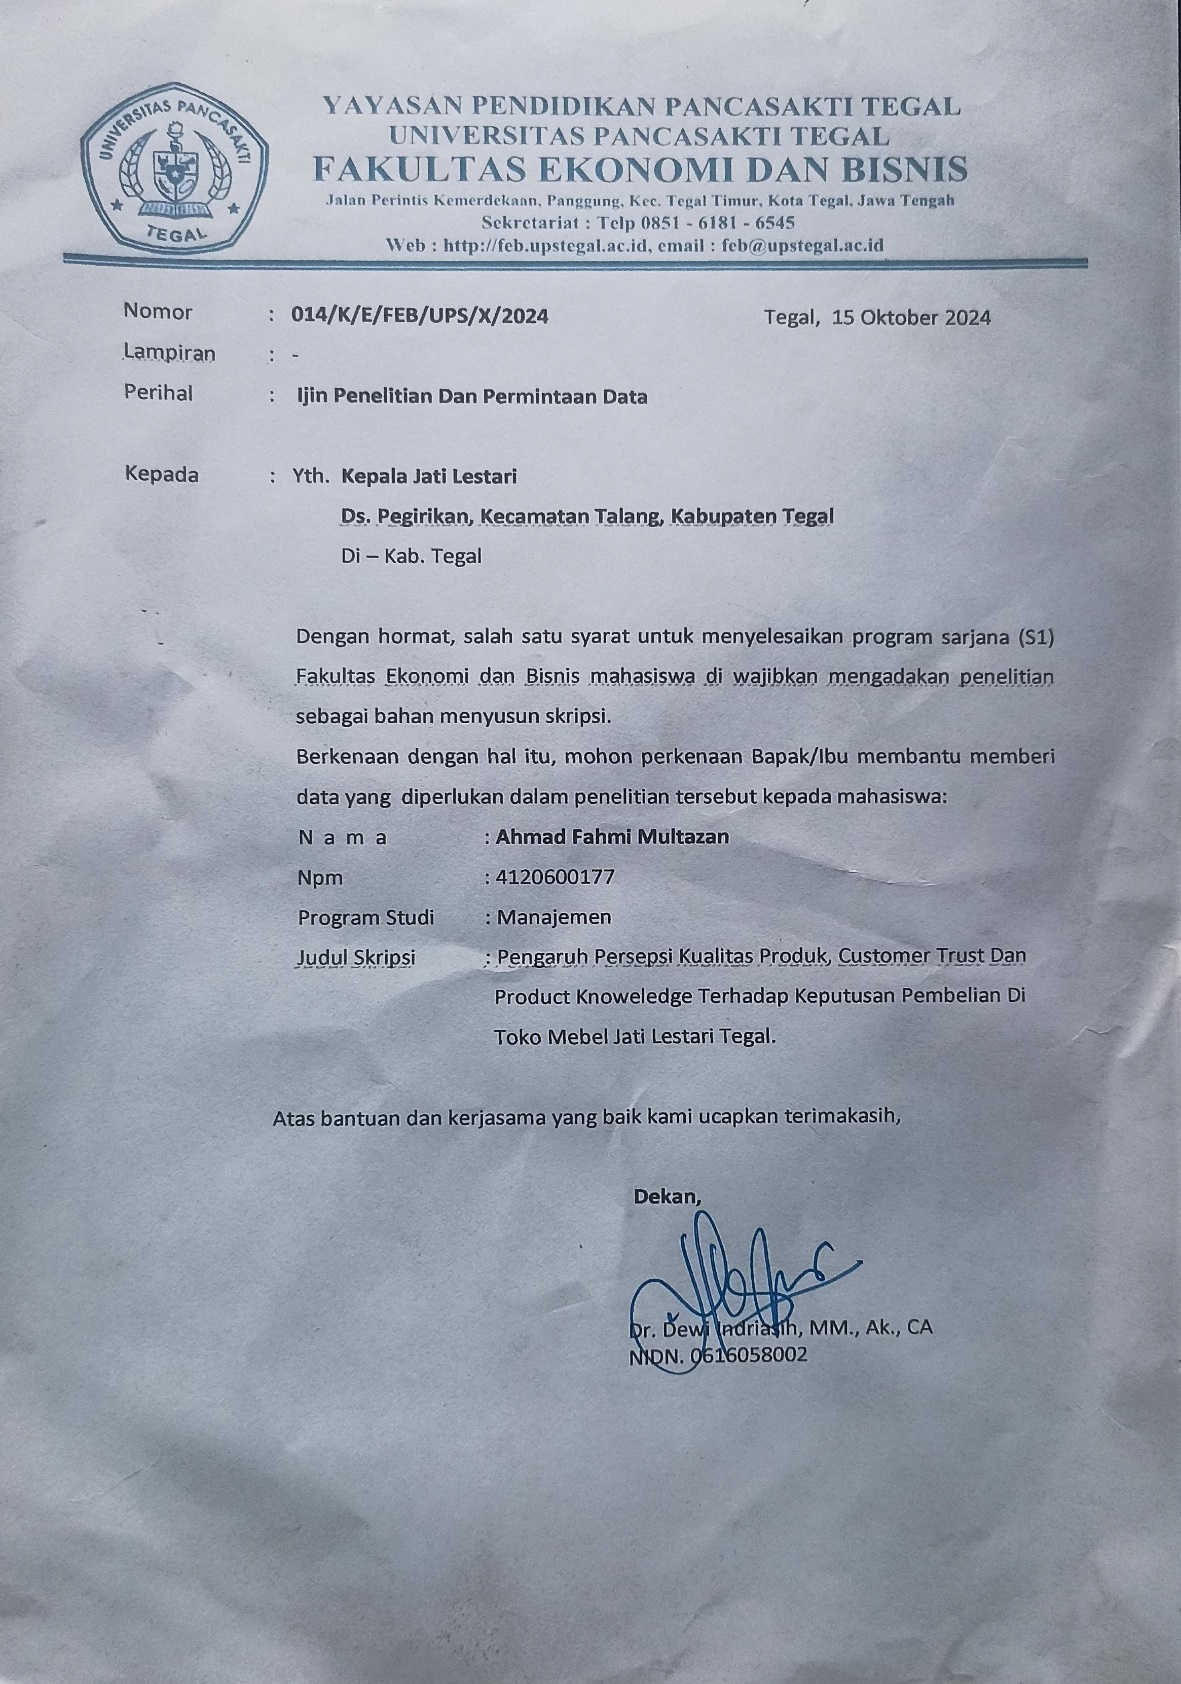 UNIVERSITAS PANCASAKTI
TEGAL
YAYASAN PENDIDIKAN PANCASAKTI TEGAL
UNIVERSITAS PANCASAKTI TEGAL
FAKULTAS EKONOMI DAN BISNIS
Jalan Perintis Kemerdekaan, Panggung, Kec. Tegal Timur, Kota Tegal, Jawa Tengah
Sekretariat : Telp 0851 - 6181 - 6545
Web : http://feb.upstegal.ac.id, email : feb@upstegal.ac.id
Nomor : 014/K/E/FEB/UPS/X/2024 Tegal, 15 Oktober 2024
Lampiran : -
Perihal : Ijin Penelitian Dan Permintaan Data
Kepada : Yth. Kepala Jati Lestari
Ds. Pegirikan, Kecamatan Talang, Kabupaten Tegal
Di – Kab. Tegal
Dengan hormat, salah satu syarat untuk menyelesaikan program sarjana (S1)
Fakultas Ekonomi dan Bisnis mahasiswa di wajibkan mengadakan penelitian
sebagai bahan menyusun skripsi.
Berkenaan dengan hal itu, mohon perkenaan Bapak/Ibu membantu memberi
data yang diperlukan dalam penelitian tersebut kepada mahasiswa:
N a m a : Ahmad Fahmi Multazan
Npm : 4120600177
Program Studi : Manajemen
Judul Skripsi : Pengaruh Persepsi Kualitas Produk, Customer Trust Dan
Product Knoweledge Terhadap Keputusan Pembelian Di
Toko Mebel Jati Lestari Tegal.
Atas bantuan dan kerjasama yang baik kami ucapkan terimakasih,
Dekan,
Dr. Dewi Indriasih, MM., Ak., CA
NIDN. 0616058002